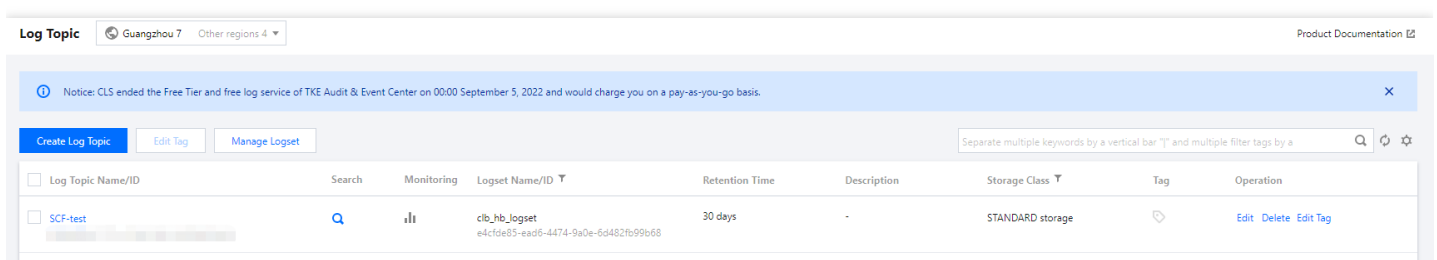 Log Topic Guangzhou 7 Other regions 4 Product Documentation
Notice: CLS ended the Free Tier and free log service of TKE Audit & Event Center on 00:00 September 5, 2022 and would charge you on a pay-as-you-go basis.
Create Log Topic Edit Tag Manage Logset Separate multiple keywords by a vertical bar "|" and multiple filter tags by a
Log Topic Name/ID Search Monitoring Logset Name/ID Retention Time Description Storage Class Tag Operation
SCF-test clb_hb_logset 30 days - STANDARD storage Edit Delete Edit Tag
e4cfde85-ead6-4474-9a0e-6d482fb99b68